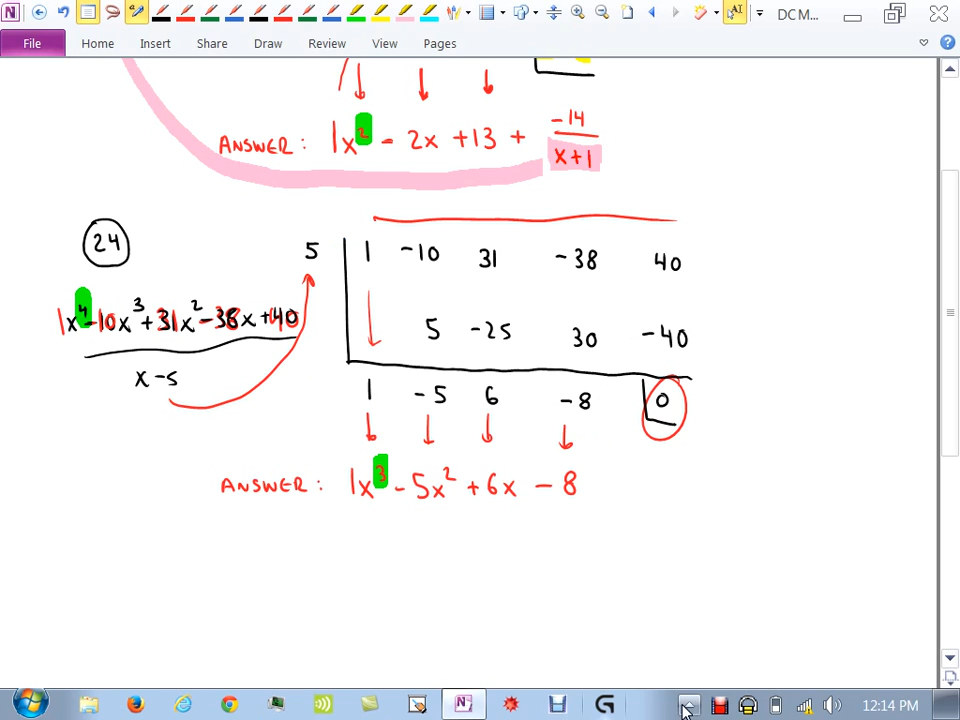 DC M...
File Home Insert Share Draw Review View Pages
-14
ANSWER: 1x² - 2x + 13 + 
x+1
24
5 1 -10 31 -38 40
1x⁴-10x³+31x²-38x+40
5 -25 30 -40
x-5
1 -5 6 -8 0
ANSWER: 1x³ - 5x² + 6x - 8
12:14 PM